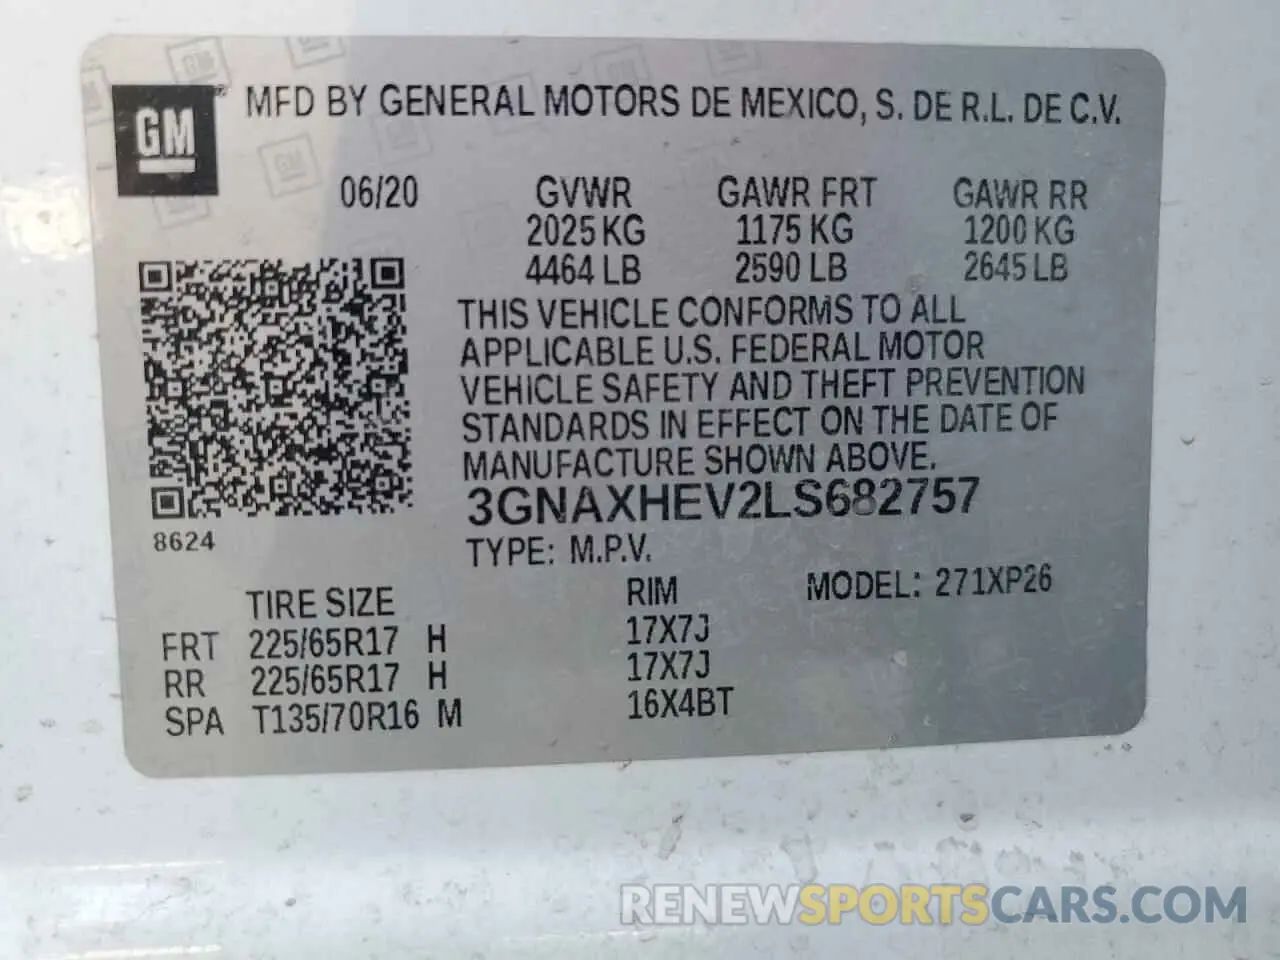 GM ® MFD BY GENERAL MOTORS DE MEXICO, S. DE R.L. DE C.V.
06/20 GVWR GAWR FRT GAWR RR
2025 KG 1175 KG 1200 KG
4464 LB 2590 LB 2645 LB
THIS VEHICLE CONFORMS TO ALL
APPLICABLE U.S. FEDERAL MOTOR
VEHICLE SAFETY AND THEFT PREVENTION
STANDARDS IN EFFECT ON THE DATE OF
MANUFACTURE SHOWN ABOVE.
3GNAXHEV2LS682757
8624
TYPE: M.P.V.
TIRE SIZE RIM MODEL: 271XP26
FRT 225/65R17 H 17X7J
RR 225/65R17 H 17X7J
SPA T135/70R16 M 16X4BT
RENEWSPORTSCARS.COM